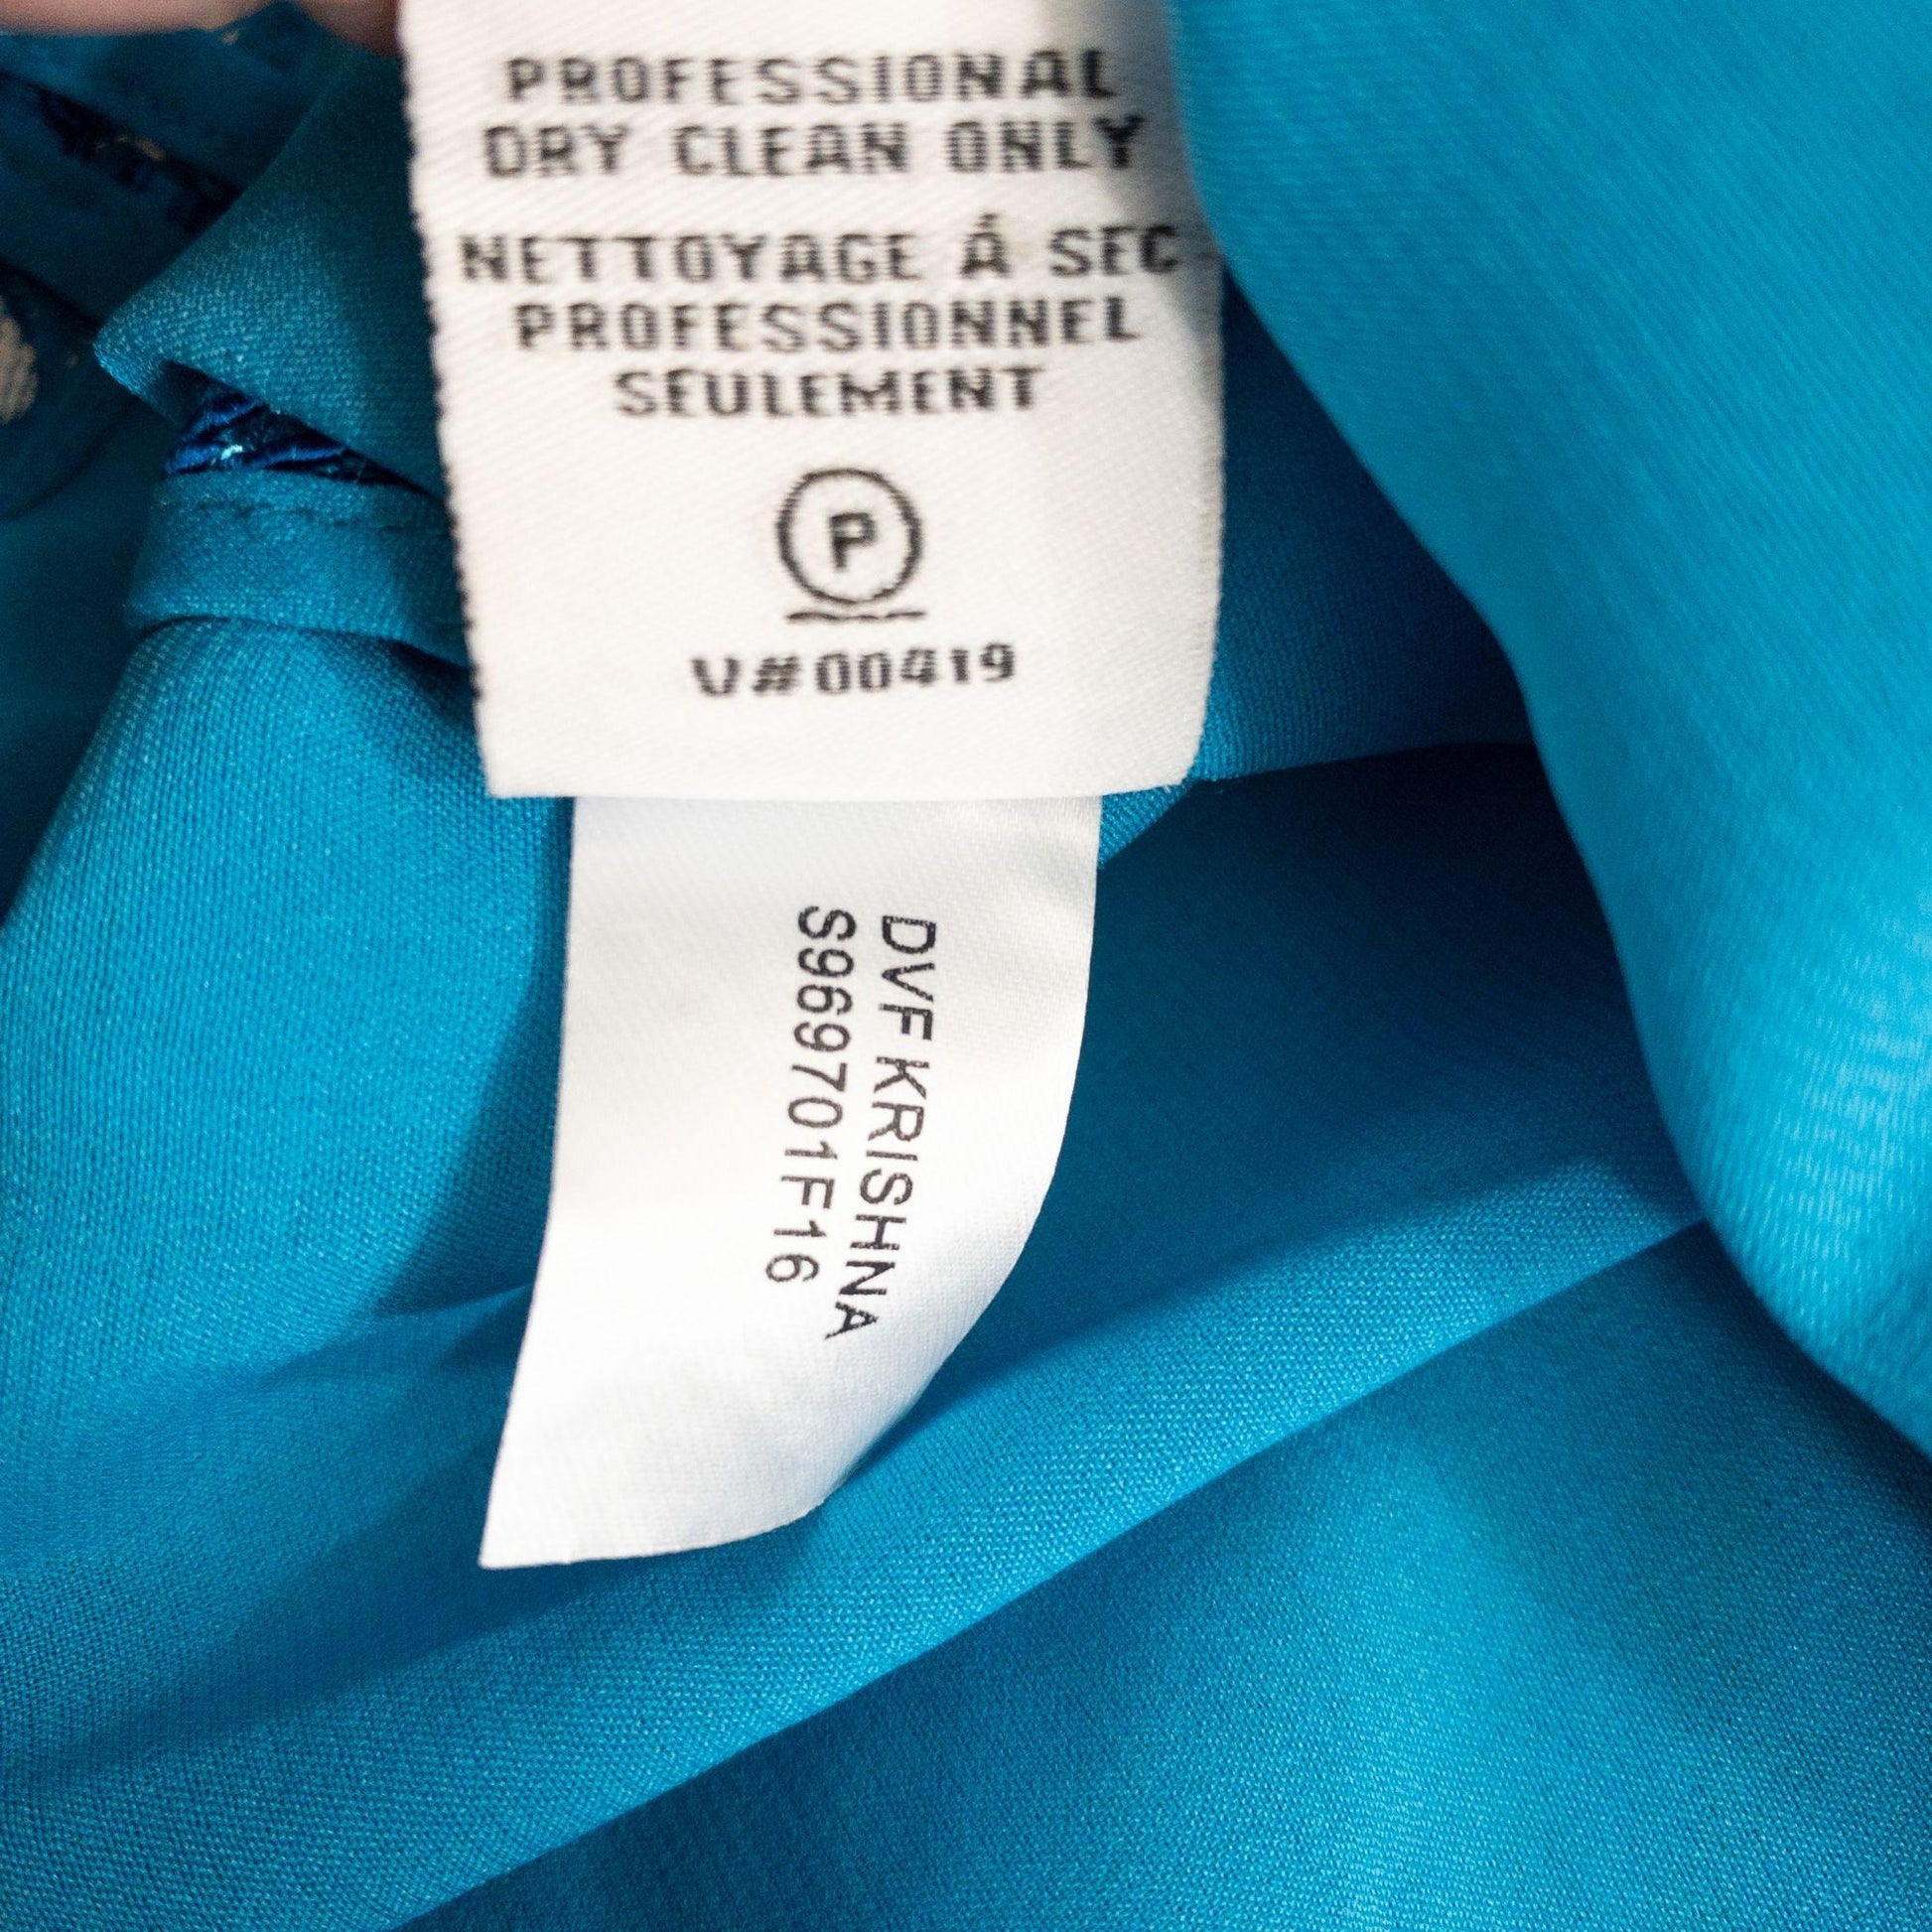 PROFESSIONAL
DRY CLEAN ONLY
NETTOYAGE Á SEC
PROFESSIONNEL
SEULEMENT
P
V#00419
DVF KRISHNA
S969701F16